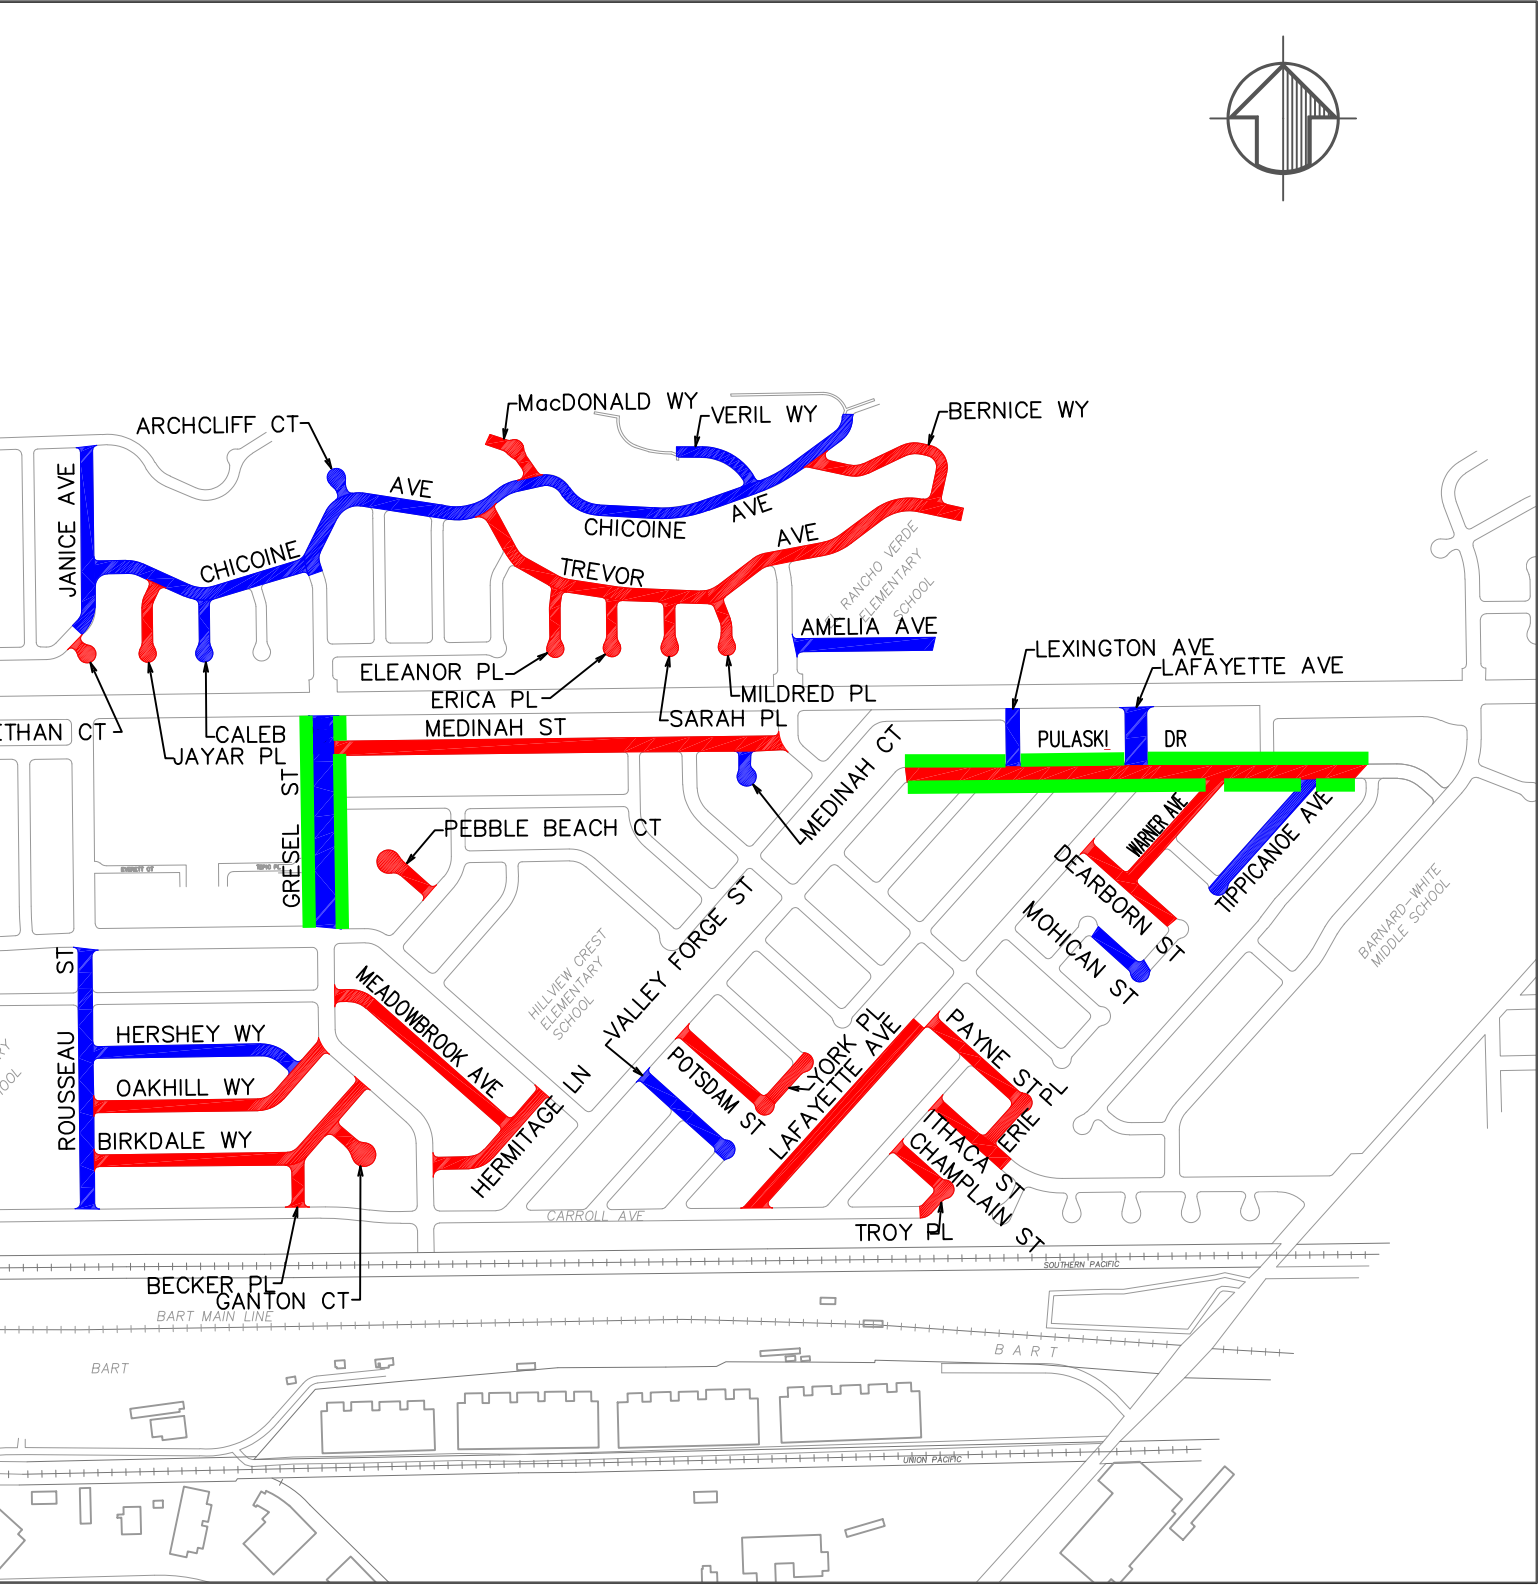 MacDONALD WY
VERIL WY
BERNICE WY
ARCHCLIFF CT
AVE
JANICE AVE
CHICOINE
CHICOINE
AVE
AVE
TREVOR
RANCHO VERDE
ELEMENTARY
SCHOOL
AMELIA AVE
LEXINGTON AVE
LAFAYETTE AVE
ELEANOR PL
ERICA PL
MILDRED PL
SARAH PL
ETHAN CT
CALEB
JAYAR PL
MEDINAH ST
MEDINAH CT
PULASKI DR
GRESEL ST
PEBBLE BEACH CT
WARNER AVE
TIPPICANOE AVE
DEARBORN ST
MOHICAN ST
EVERETT CT
TEPIC PL
BARNARD-WHITE
MIDDLE SCHOOL
VALLEY FORGE ST
HILLVIEW CREST
ELEMENTARY
SCHOOL
ROUSSEAU ST
MEADOWBROOK AVE
HERSHEY WY
OAKHILL WY
BIRKDALE WY
HERMITAGE LN
POTSDAM ST
YORK PL
LAFAYETTE AVE
PAYNE ST
ERIE PL
ITHACA ST
CHAMPLAIN ST
TROY PL
CARROLL AVE
BECKER PL
GANTON CT
SOUTHERN PACIFIC
BART MAIN LINE
BART
BART
UNION PACIFIC